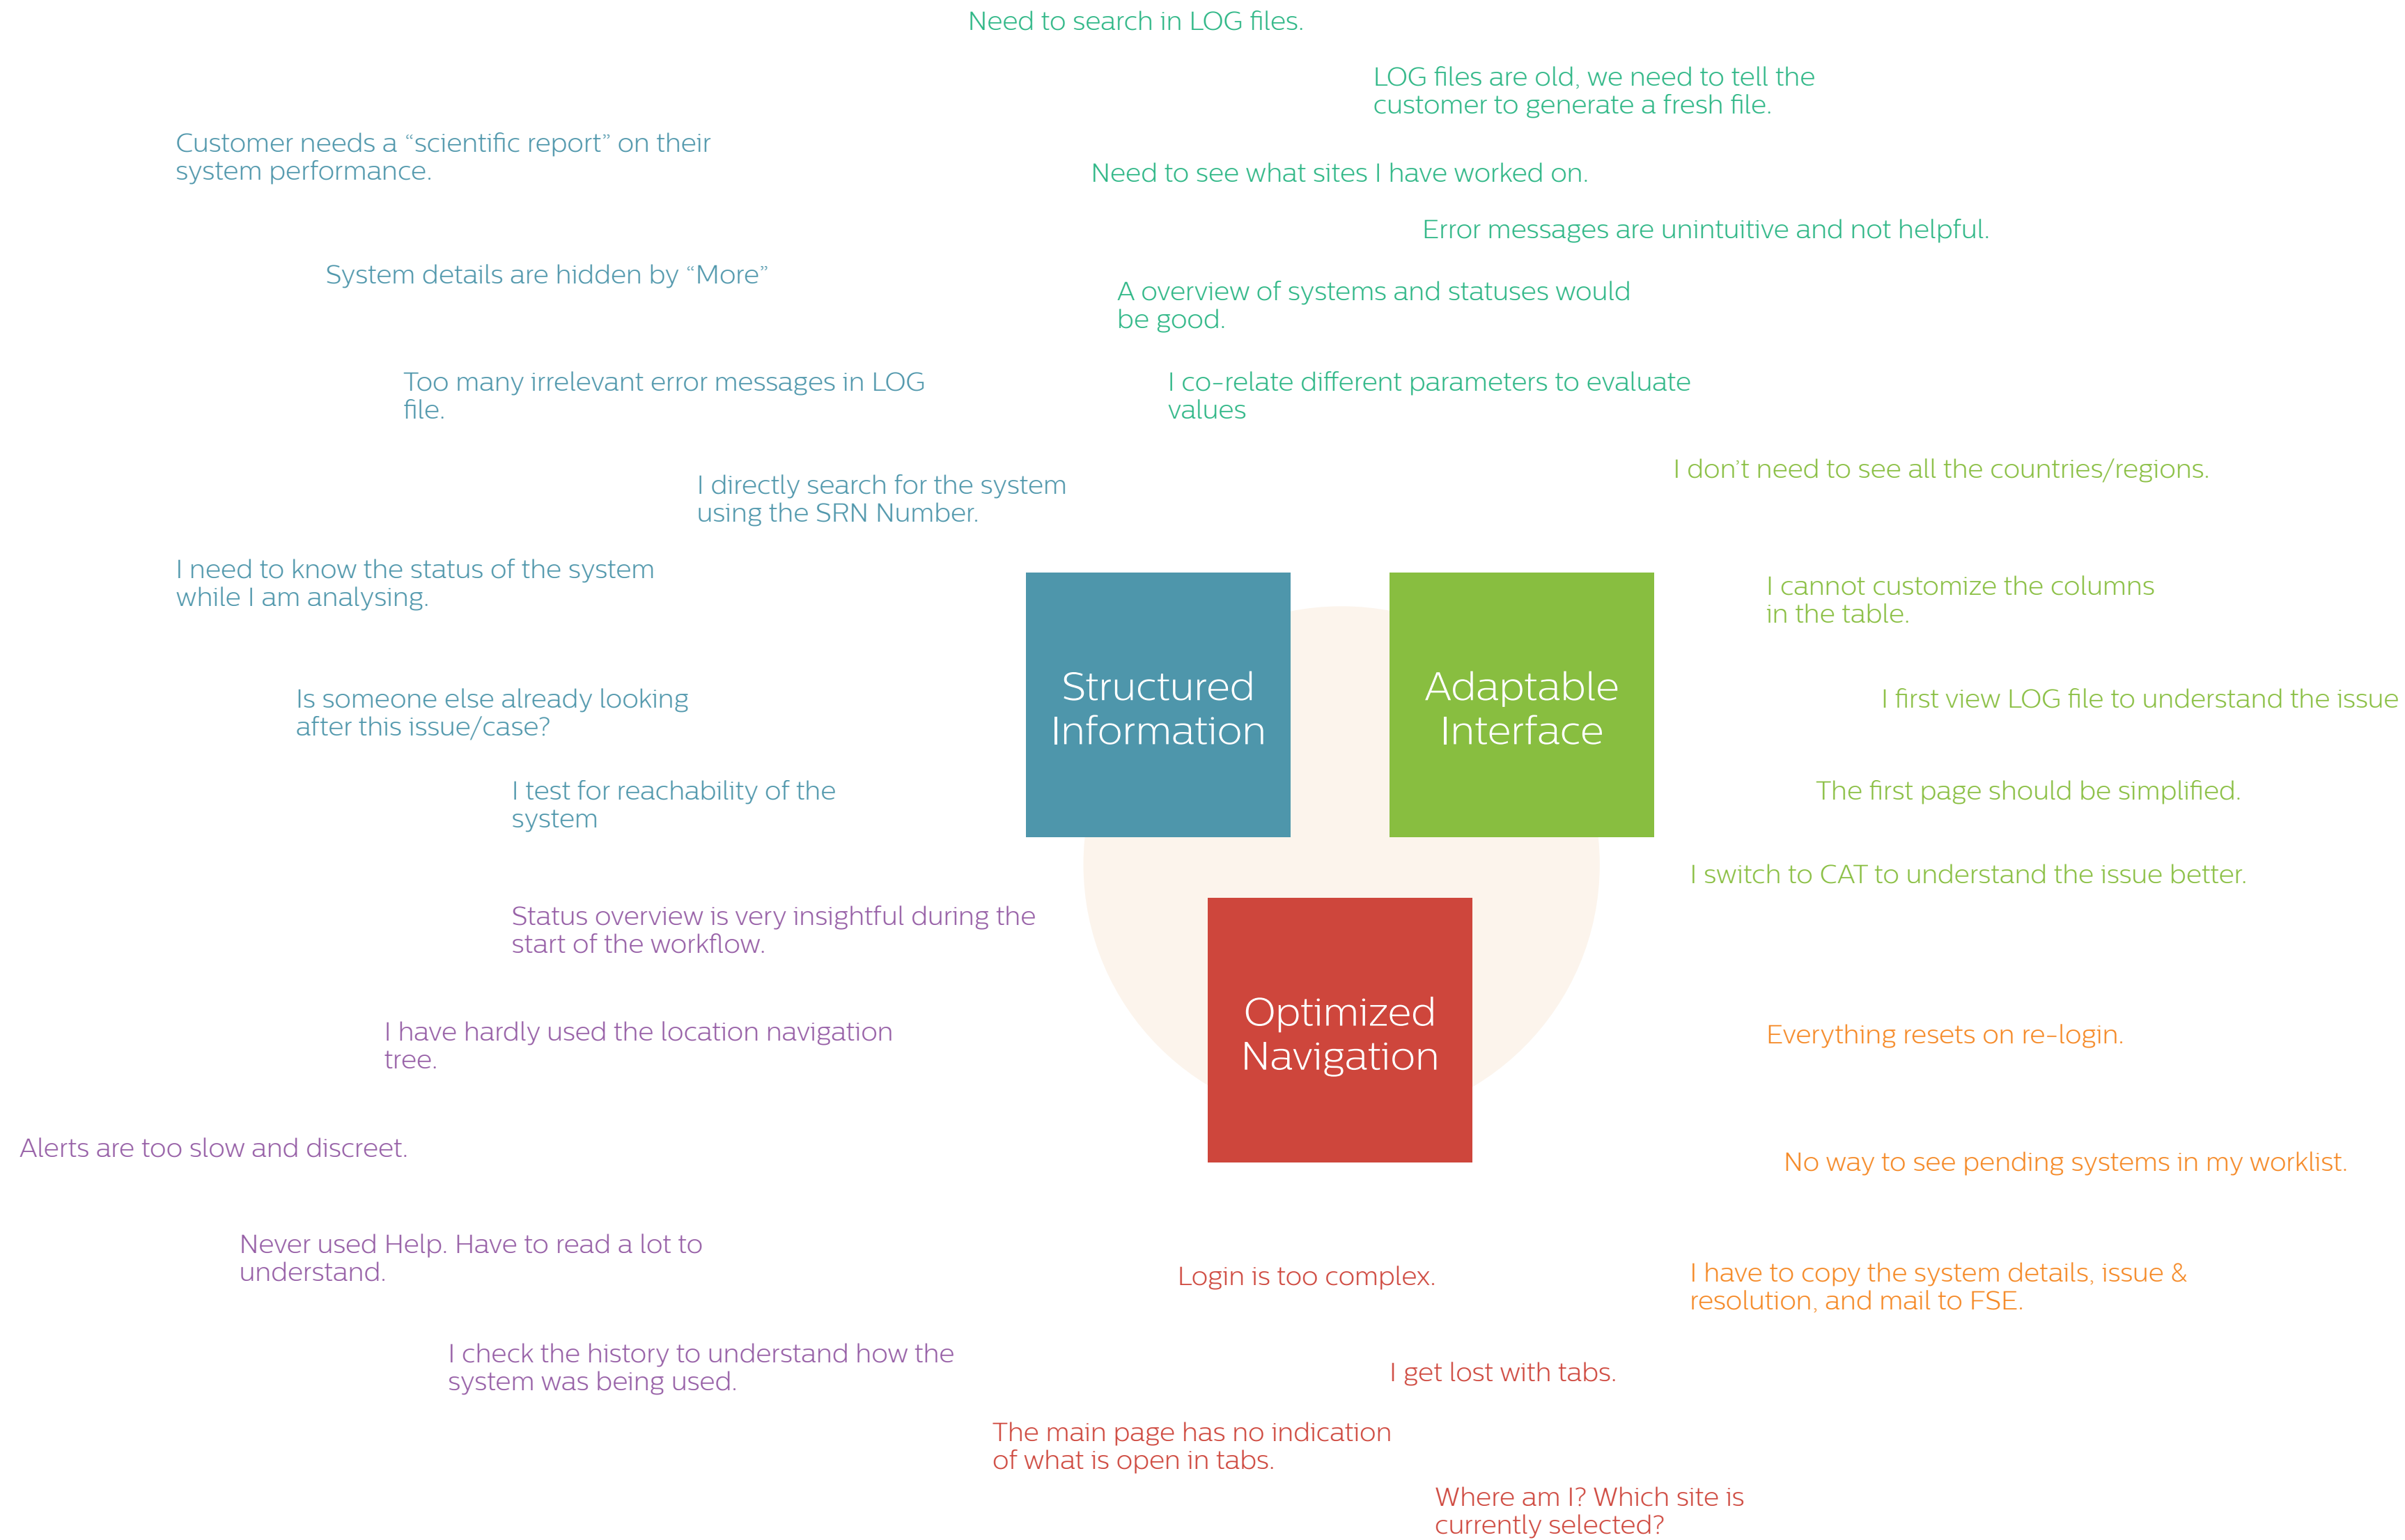 Need to search in LOG files.
LOG files are old, we need to tell the
customer to generate a fresh file.
Customer needs a “scientific report” on their
system performance.
Need to see what sites I have worked on.
Error messages are unintuitive and not helpful.
System details are hidden by “More”
A overview of systems and statuses would
be good.
Too many irrelevant error messages in LOG
file.
I co-relate different parameters to evaluate
values
I don’t need to see all the countries/regions.
I directly search for the system
using the SRN Number.
I need to know the status of the system
while I am analysing.
I cannot customize the columns
in the table.
Structured
Information
Adaptable
Interface
Is someone else already looking
after this issue/case?
I first view LOG file to understand the issue
I test for reachability of the
system
The first page should be simplified.
I switch to CAT to understand the issue better.
Status overview is very insightful during the
start of the workflow.
Optimized
Navigation
I have hardly used the location navigation
tree.
Everything resets on re-login.
Alerts are too slow and discreet.
No way to see pending systems in my worklist.
Never used Help. Have to read a lot to
understand.
Login is too complex.
I have to copy the system details, issue &
resolution, and mail to FSE.
I check the history to understand how the
system was being used.
I get lost with tabs.
The main page has no indication
of what is open in tabs.
Where am I? Which site is
currently selected?